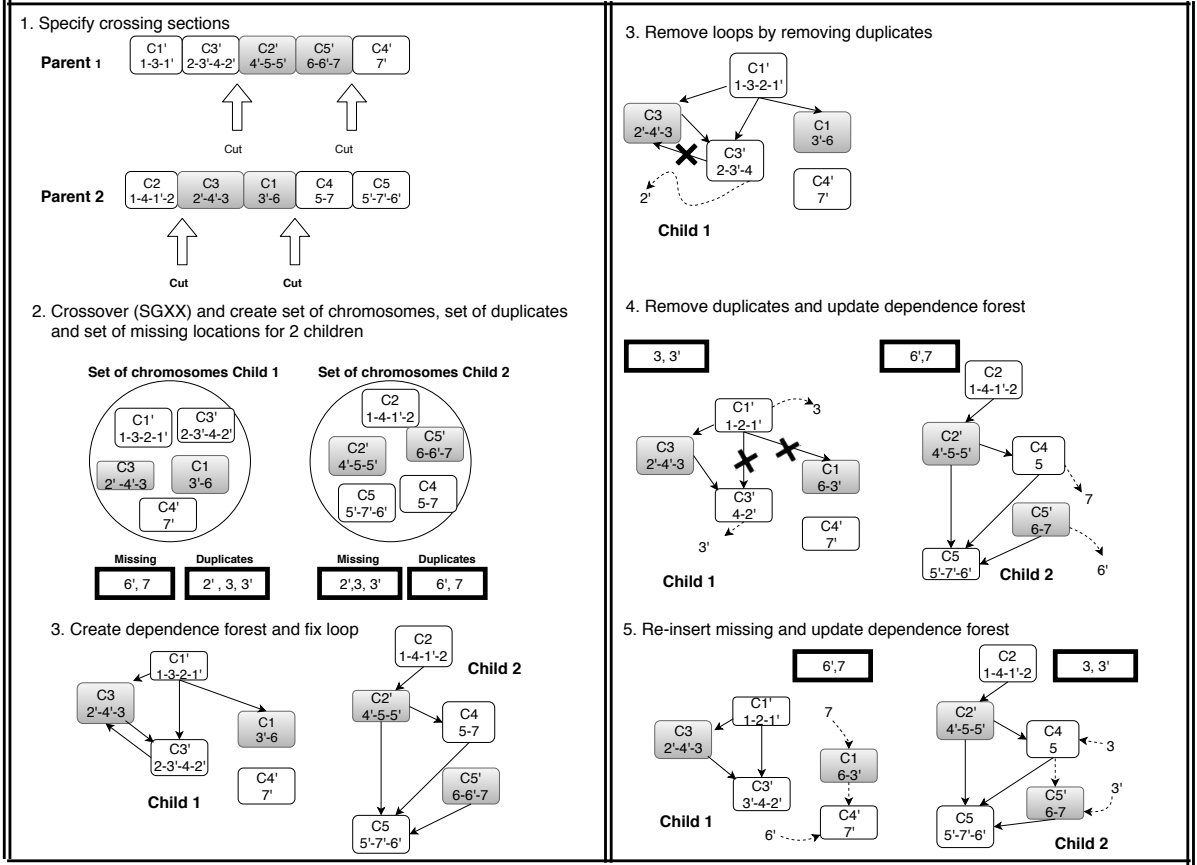 1. Specify crossing sections
Parent 1
C1' C3' C2' C5' C4'
1-3-1' 2-3'-4-2' 4'-5-5' 6-6'-7 7'
Cut Cut
Parent 2
C2 C3 C1 C4 C5
1-4-1'-2 2'-4'-3 3'-6 5-7 5'-7'-6'
Cut Cut
2. Crossover (SGXX) and create set of chromosomes, set of duplicates
and set of missing locations for 2 children
Set of chromosomes Child 1
C1'
1-3-2-1'
C3'
2-3'-4-2'
C3
2' -4'-3
C1
3'-6
C4'
7'
Missing Duplicates
6', 7 2' , 3, 3'
Set of chromosomes Child 2
C2
1-4-1'-2
C2'
4'-5-5'
C5'
6-6'-7
C5
5'-7'-6'
C4
5-7
Missing Duplicates
2',3, 3' 6', 7
3. Create dependence forest and fix loop
C1'
1-3-2-1'
C3
2'-4'-3
C1
3'-6
C3'
2-3'-4-2'
C4'
7'
Child 1
C2
1-4-1'-2
Child 2
C2'
4'-5-5'
C4
5-7
C5'
6-6'-7
C5
5'-7'-6'
3. Remove loops by removing duplicates
C1'
1-3-2-1'
C3
2'-4'-3
C1
3'-6
C3'
2-3'-4
C4'
7'
2'
Child 1
4. Remove duplicates and update dependence forest
3, 3'
C1'
1-2-1'
3
C3
2'-4'-3
C1
6-3'
C3'
4-2'
C4'
7'
3'
Child 1
6',7
C2
1-4-1'-2
C2'
4'-5-5'
C4
5
7
C5'
6-7
C5
5'-7'-6'
6'
Child 2
5. Re-insert missing and update dependence forest
6',7
C1'
1-2-1'
7
C3
2'-4'-3
C1
6-3'
C3'
3'-4-2'
C4'
7'
6'
Child 1
C2
1-4-1'-2
3, 3'
C2'
4'-5-5'
C4
5
3
C5'
6-7
3'
C5
5'-7'-6'
Child 2